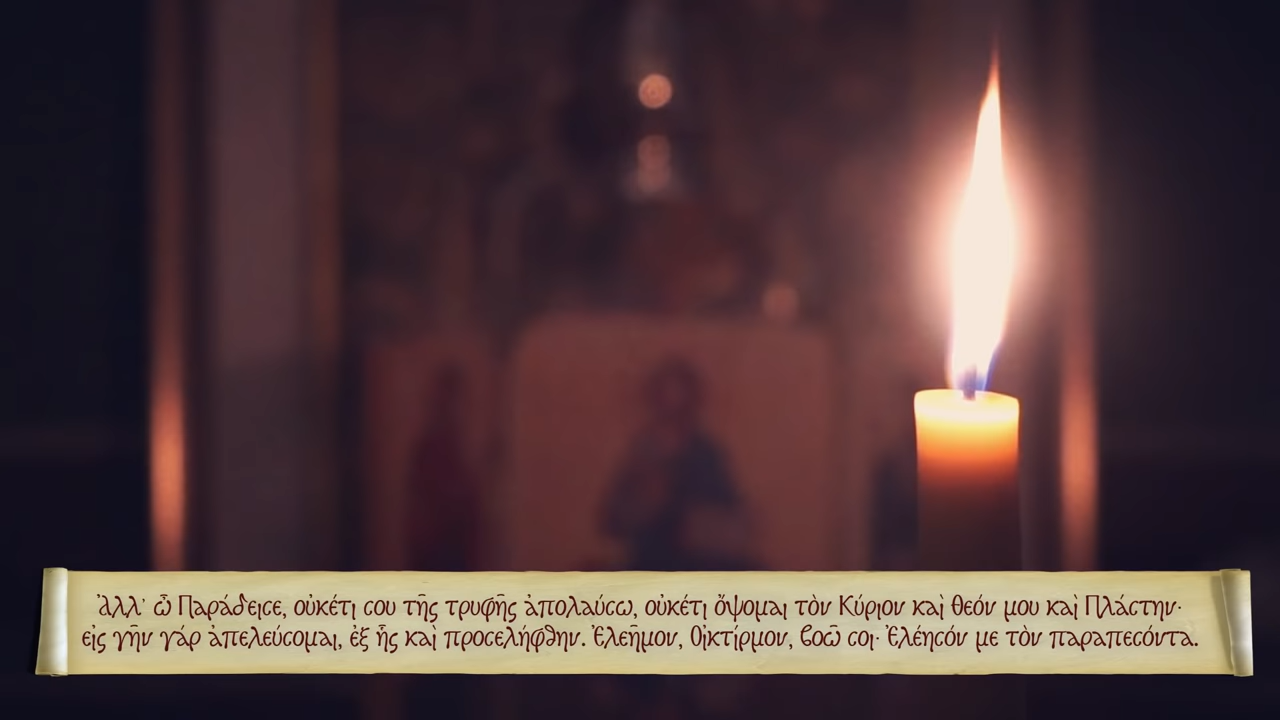 ἀλλ' ὦ Παράδεισε, οὐκέτι σου τῆς τρυφῆς ἀπολαύσω, οὐκέτι ὄψομαι τὸν Κύριον καὶ θεόν μου καὶ Πλάστην·
εἰς γῆν γάρ ἀπελεύσομαι, ἐξ ἧς καὶ προσελήφθην. Ἐλεῆμον, Οἰκτίρμον, βοῶ σοι· Ἐλέησόν με τὸν παραπεσόντα.